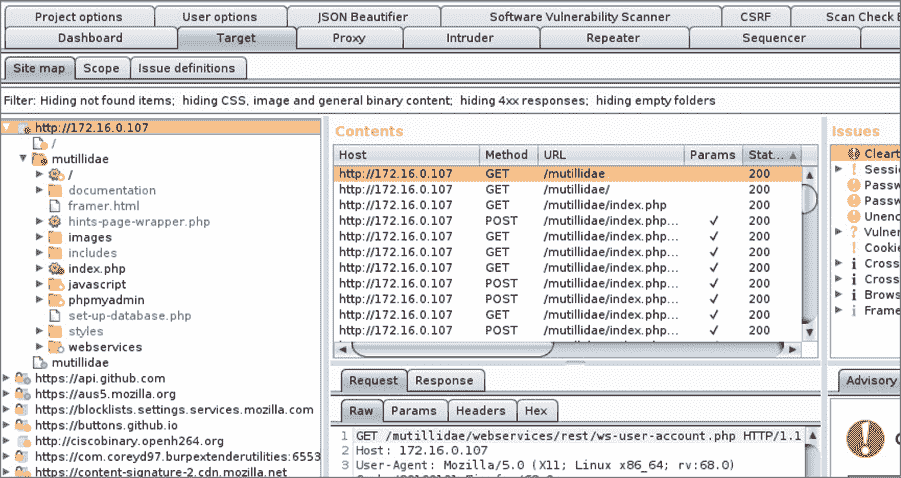 Project options User options JSON Beautifier Software Vulnerability Scanner CSRF Scan Check
Dashboard Target Proxy Intruder Repeater Sequencer
Site map Scope Issue definitions
Filter: Hiding not found items; hiding CSS, image and general binary content; hiding 4xx responses; hiding empty folders
http://172.16.0.107
/
mutillidae
/
documentation
framer.html
hints-page-wrapper.php
images
includes
index.php
javascript
phpmyadmin
set-up-database.php
styles
webservices
mutillidae
https://api.github.com
https://aus5.mozilla.org
https://blocklists.settings.services.mozilla.com
https://buttons.github.io
http://ciscobinary.openh264.org
https://com.coreyd97.burpextenderutilities:6553
https://content-signature-2.cdn.mozilla.net
Contents
Host Method URL Params Stat...
http://172.16.0.107 GET /mutillidae 200
http://172.16.0.107 GET /mutillidae/ 200
http://172.16.0.107 GET /mutillidae/index.php 200
http://172.16.0.107 POST /mutillidae/index.php... ✓ 200
http://172.16.0.107 GET /mutillidae/index.php... ✓ 200
http://172.16.0.107 GET /mutillidae/index.php... ✓ 200
http://172.16.0.107 GET /mutillidae/index.php... ✓ 200
http://172.16.0.107 POST /mutillidae/index.php... ✓ 200
http://172.16.0.107 POST /mutillidae/index.php... ✓ 200
http://172.16.0.107 GET /mutillidae/index.php... ✓ 200
http://172.16.0.107 POST /mutillidae/index.php... ✓ 200
Request Response
Raw Params Headers Hex
1 GET /mutillidae/webservices/rest/ws-user-account.php HTTP/1.1
2 Host: 172.16.0.107
3 User-Agent: Mozilla/5.0 (X11; Linux x86_64; rv:68.0)
Issues
Cleart
Sessi
Passw
Passw
Unenc
Vulner
Cookie
Cross
Cross
Brows
Frame
Advisory